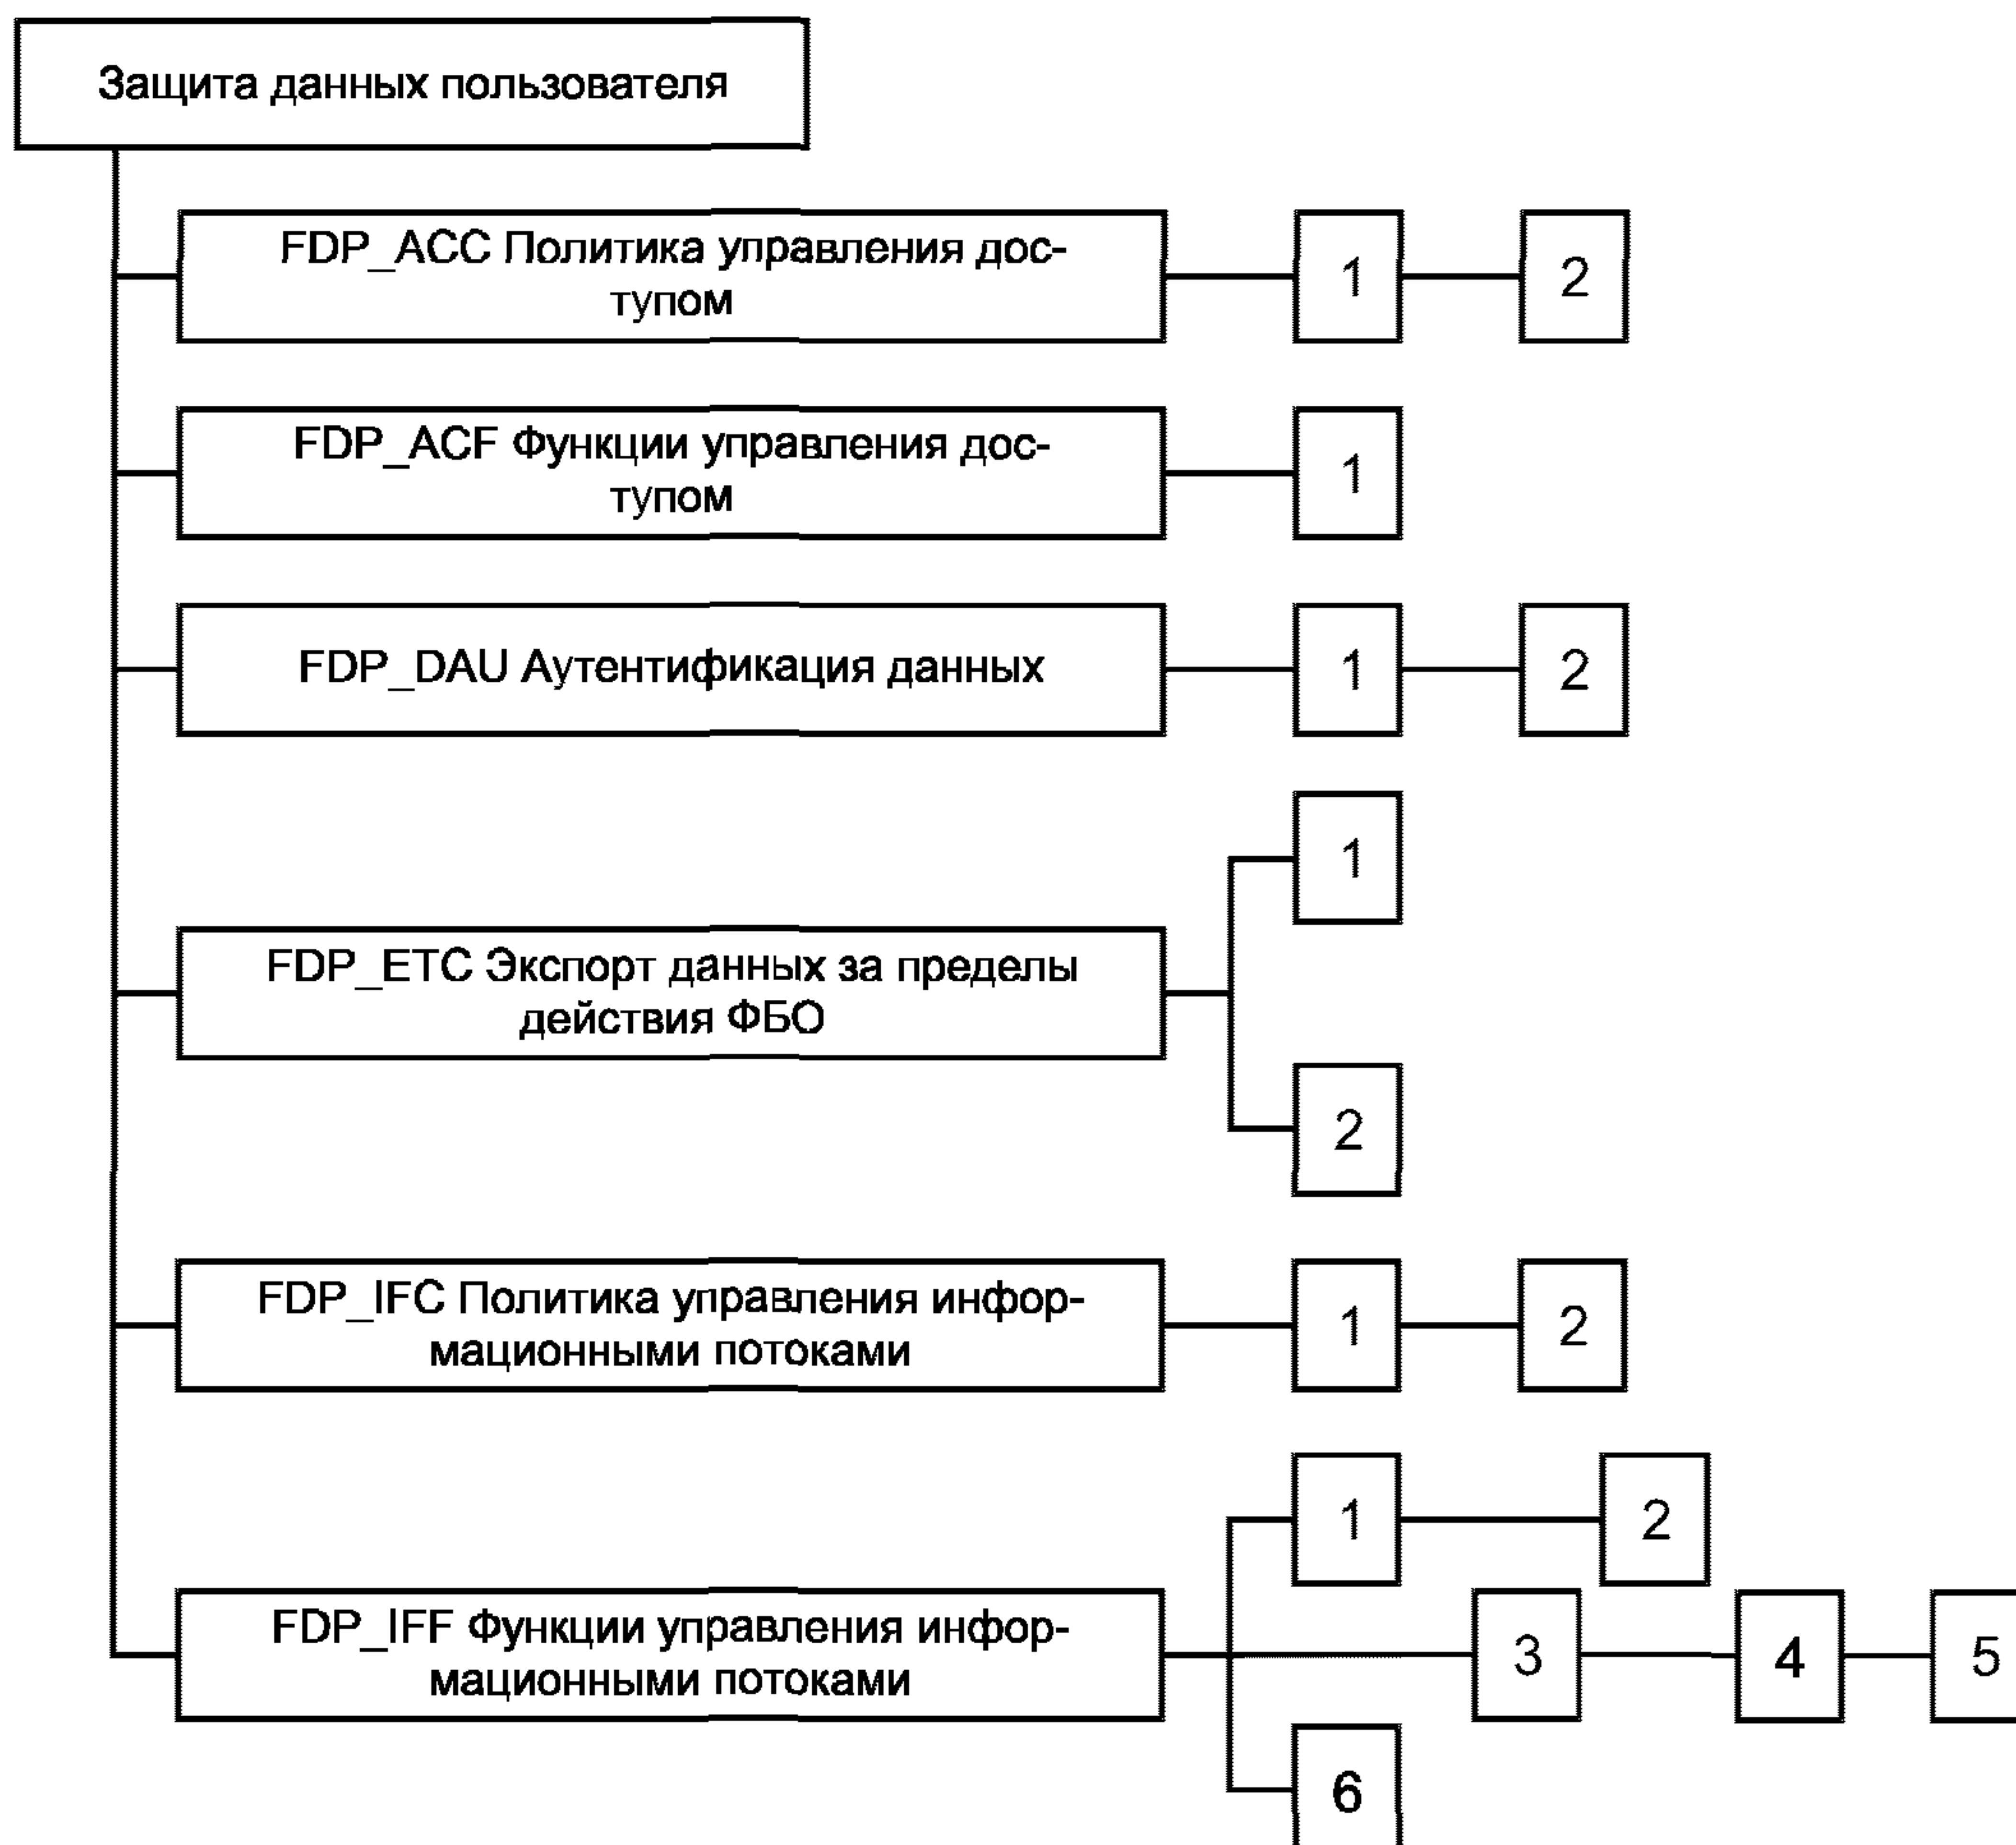 Защита данных пользователя
FDP_ACC Политика управления дос-
тупом
1
2
FDP_ACF Функции управления дос-
тупом
1
FDP_DAU Аутентификация данных
1
2
FDP_ETC Экспорт данных за пределы
действия ФБО
1
2
FDP_IFC Политика управления инфор-
мационными потоками
1
2
FDP_IFF Функции управления инфор-
мационными потоками
1
2
3
4
5
6